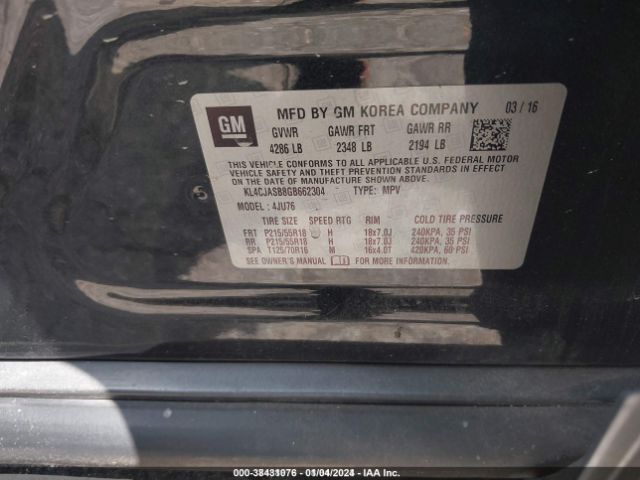 GM
MFD BY GM KOREA COMPANY 03 / 16
GVWR GAWR FRT GAWR RR
4286 LB 2348 LB 2194 LB
THIS VEHICLE CONFORMS TO ALL APPLICABLE U.S. FEDERAL MOTOR
VEHICLE SAFETY, BUMPER, AND THEFT PREVENTION STANDARDS IN
EFFECT ON THE DATE OF MANUFACTURE SHOWN ABOVE.
KL4CJASB8GB662304 TYPE: MPV
MODEL: 4JU76
TIRE SIZE SPEED RTG RIM COLD TIRE PRESSURE
FRT P215/55R18 H 18x7.0J 240KPA, 35 PSI
RR P215/55R18 H 18x7.0J 240KPA, 35 PSI
SPA T125/70R16 M 16x4.0T 420KPA, 60 PSI
SEE OWNER'S MANUAL FOR MORE INFORMATION.
000-38431076 - 01/04/2024 - IAA Inc.